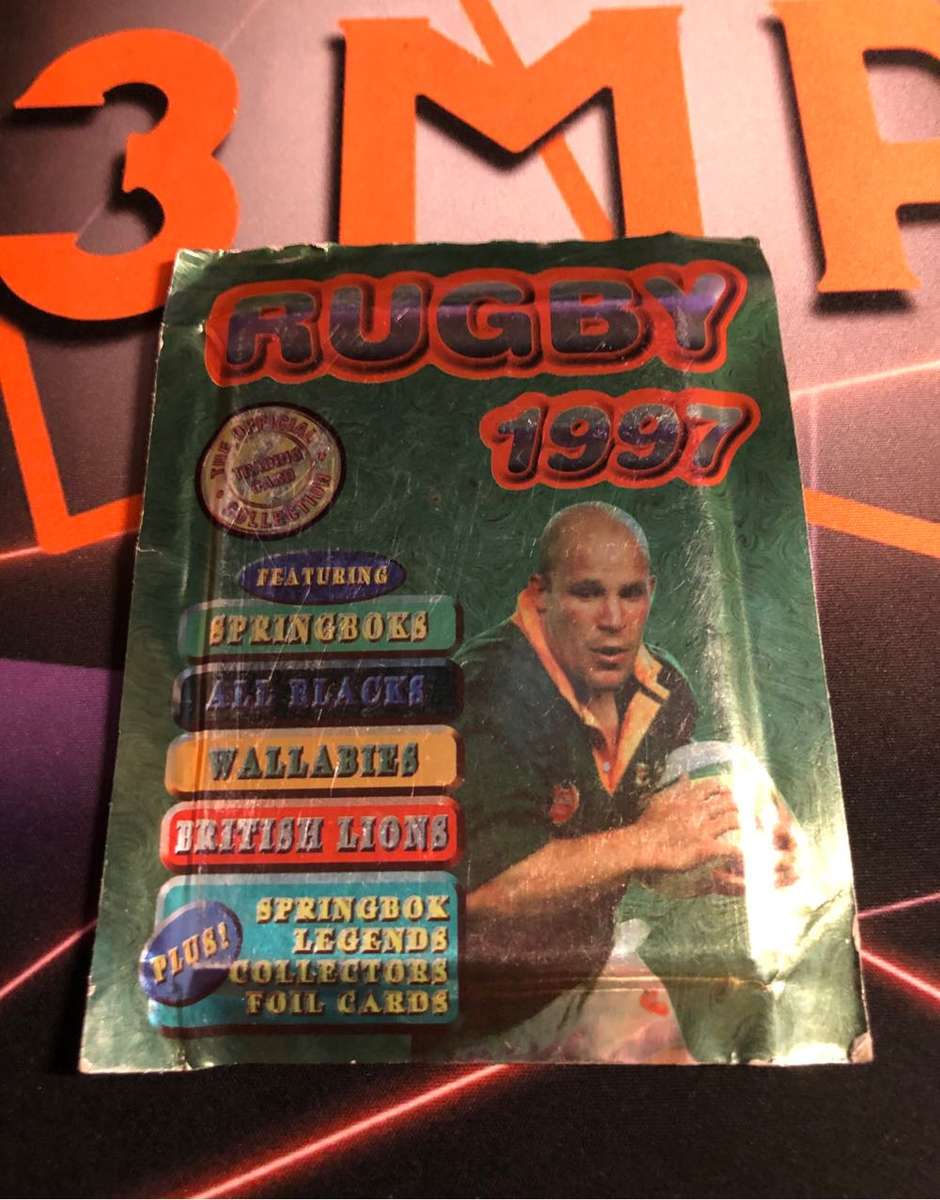 3MP
RUGBY
1997
THE OFFICIAL
TRADING
CARD
COLLECTION
FEATURING
SPRINGBOKS
ALL BLACKS
WALLABIES
BRITISH LIONS
PLUS!
SPRINGBOK
LEGENDS
COLLECTORS
FOIL CARDS